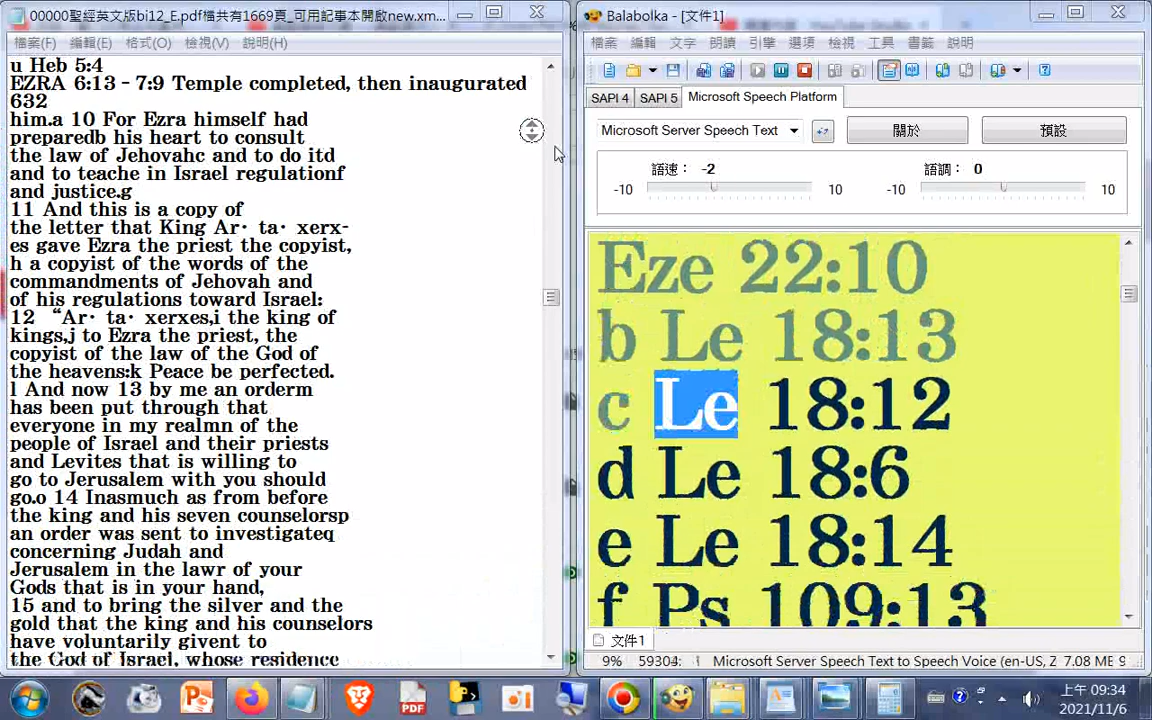 00000聖經英文版bi12_E.pdf檔共有1669頁_可用記事本開啟new.xm...
檔案(F) 編輯(E) 格式(O) 檢視(V) 說明(H)
u Heb 5:4
EZRA 6:13–7:9 Temple completed, then inaugurated
632
him.a 10 For Ezra himself had
preparedb his heart to consult
the law of Jehovahc and to do itd
and to teache in Israel regulationf
and justice.g
11 And this is a copy of
the letter that King Ar· ta· xerx-
es gave Ezra the priest the copyist,
h a copyist of the words of the
commandments of Jehovah and
of his regulations toward Israel:
12 “Ar· ta· xerxes,i the king of
kings,j to Ezra the priest, the
copyist of the law of the God of
the heavens:k Peace be perfected.
l And now 13 by me an orderm
has been put through that
everyone in my realmn of the
people of Israel and their priests
and Levites that is willing to
go to Jerusalem with you should
go.o 14 Inasmuch as from before
the king and his seven counselorsp
an order was sent to investigateq
concerning Judah and
Jerusalem in the lawr of your
Gods that is in your hand,
15 and to bring the silver and the
gold that the king and his counselors
have voluntarily givent to
the God of Israel, whose residence
Balabolka - [文件1]
檔案 編輯 文字 朗讀 引擎 選項 檢視 工具 書籤 說明
SAPI 4 SAPI 5 Microsoft Speech Platform
Microsoft Server Speech Text 關於 預設
語速: -2 語調: 0
-10 10 -10 10
Eze 22:10
b Le 18:13
c Le 18:12
d Le 18:6
e Le 18:14
f Ps 109:13
文件1
9% 59304: Microsoft Server Speech Text to Speech Voice (en-US, Z 7.08 MB 9
PDF
上午 09:34
2021/11/6